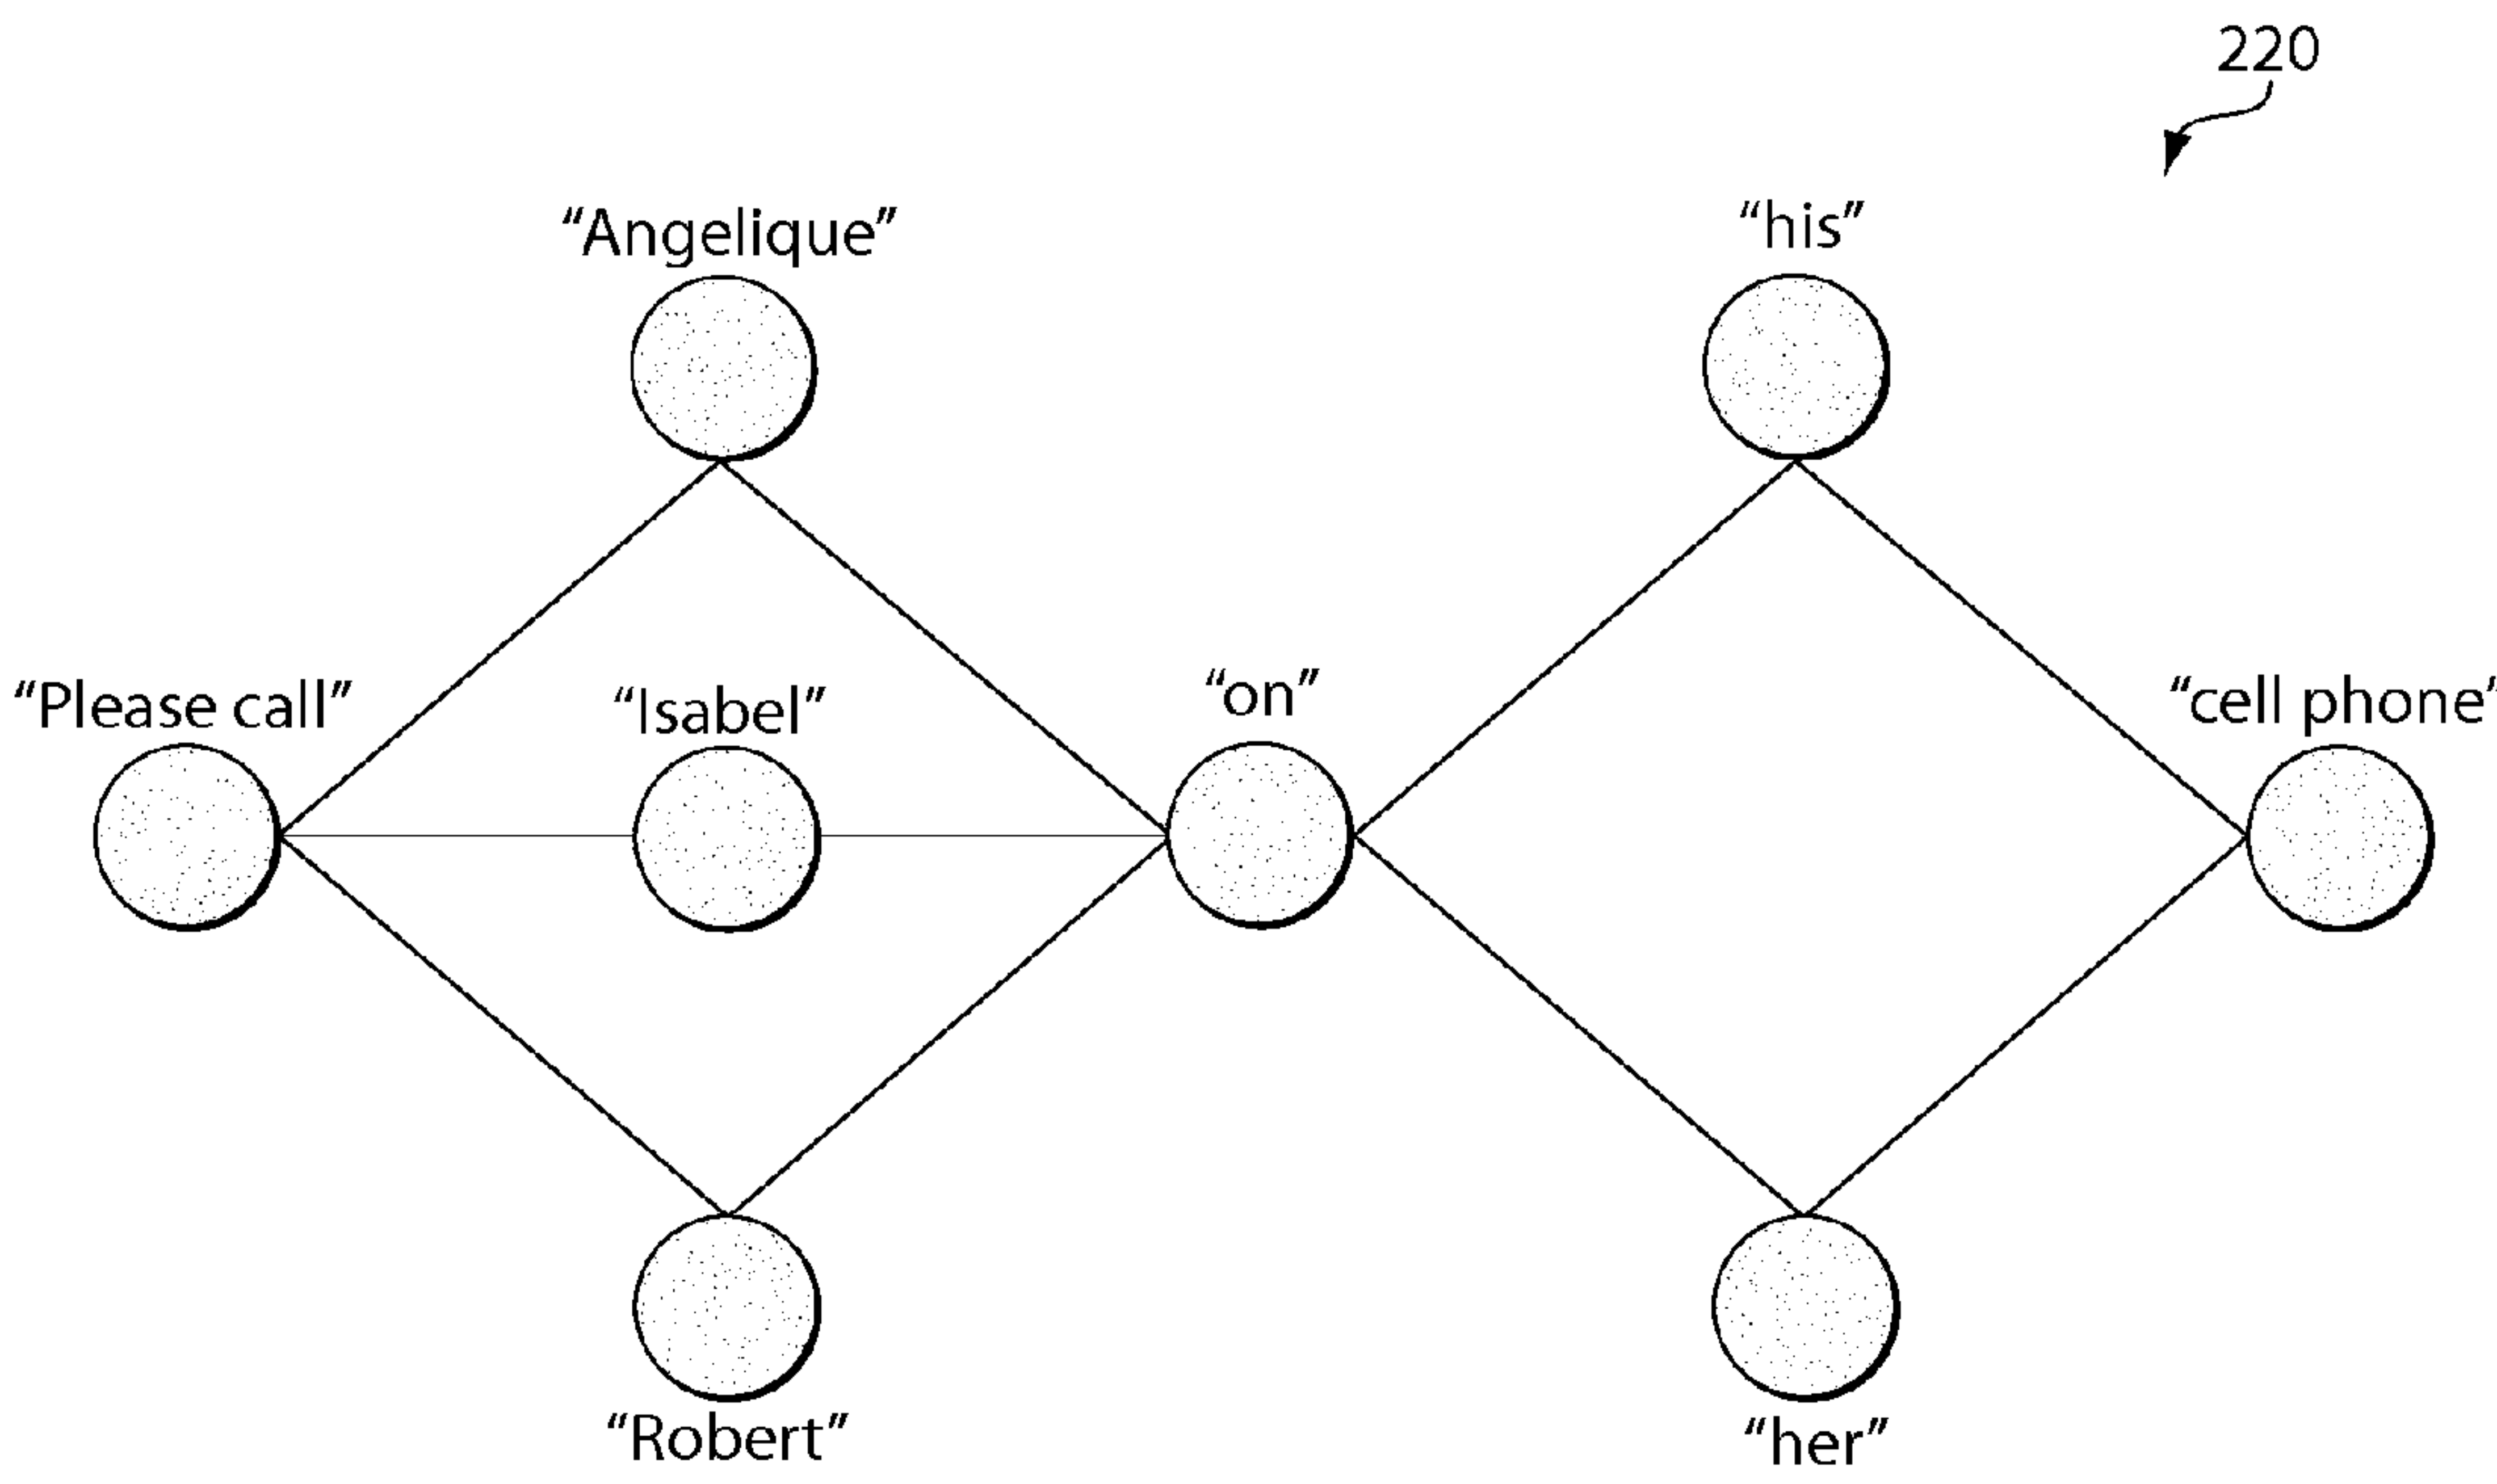 220
“Angelique”
“his”
“Please call”
“Isabel”
“on”
“cell phone”
“Robert”
“her”